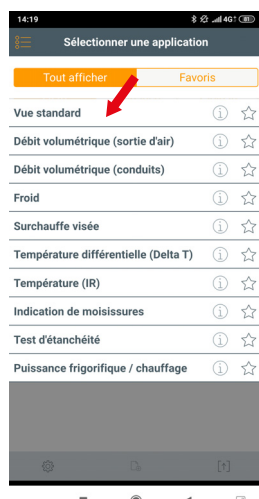 14:19
4G
81
Sélectionner une application
Tout afficher
Favoris
Vue standard
Débit volumétrique (sortie d'air)
Débit volumétrique (conduits)
Froid
Surchauffe visée
Température différentielle (Delta T)
Température (IR)
Indication de moisissures
Test d'étanchéité
Puissance frigorifique / chauffage